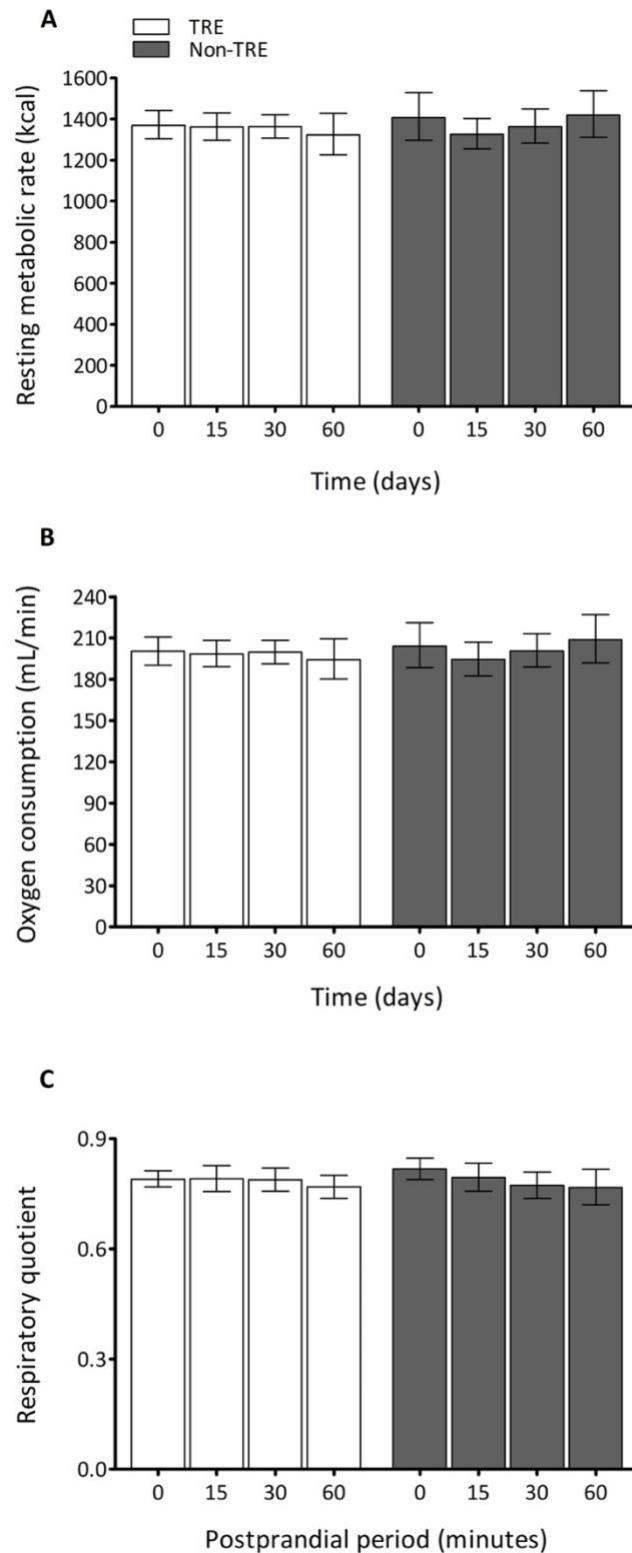 A
TRE
Non-TRE
Resting metabolic rate (kcal)
1600
1400
1200
1000
800
600
400
200
0
0 15 30 60 0 15 30 60
Time (days)
B
Oxygen consumption (mL/min)
240
210
180
150
120
90
60
30
0
0 15 30 60 0 15 30 60
Time (days)
C
Respiratory quotient
0.9
0.6
0.3
0.0
0 15 30 60 0 15 30 60
Postprandial period (minutes)